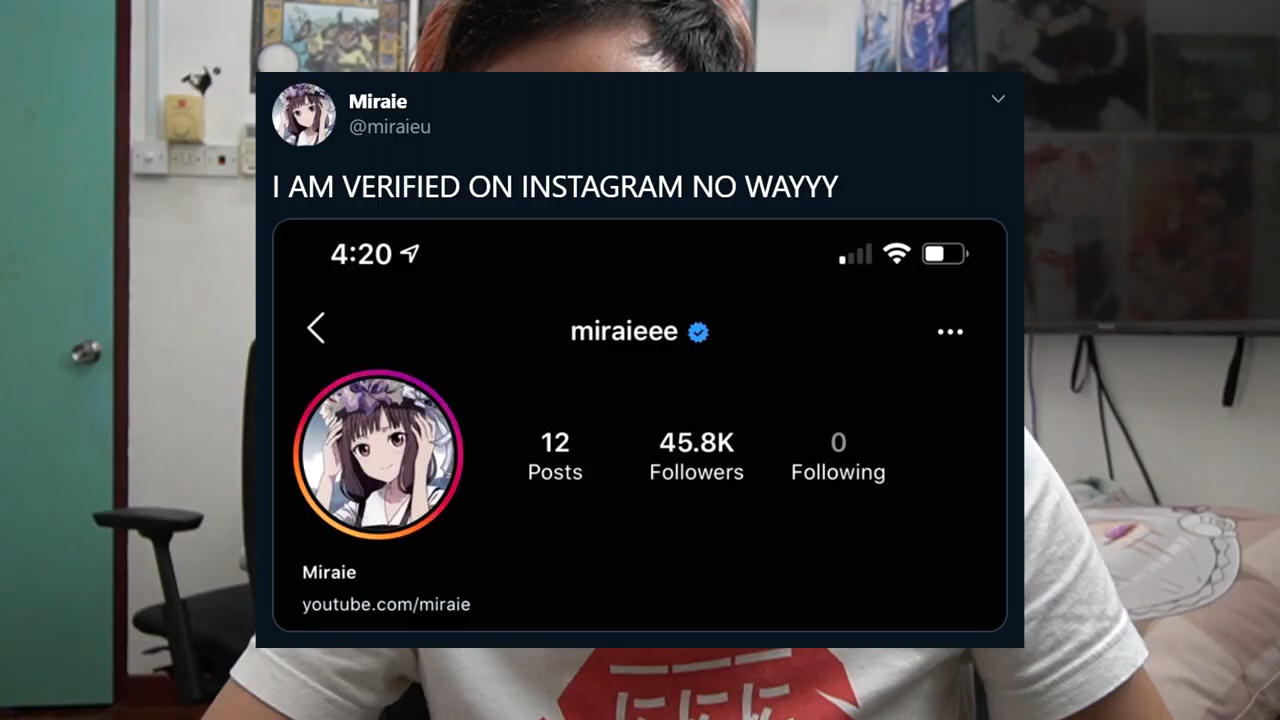 Miraie
@miraieu
I AM VERIFIED ON INSTAGRAM NO WAYYY
4:20
miraieee
12
Posts
45.8K
Followers
0
Following
Miraie
youtube.com/miraie